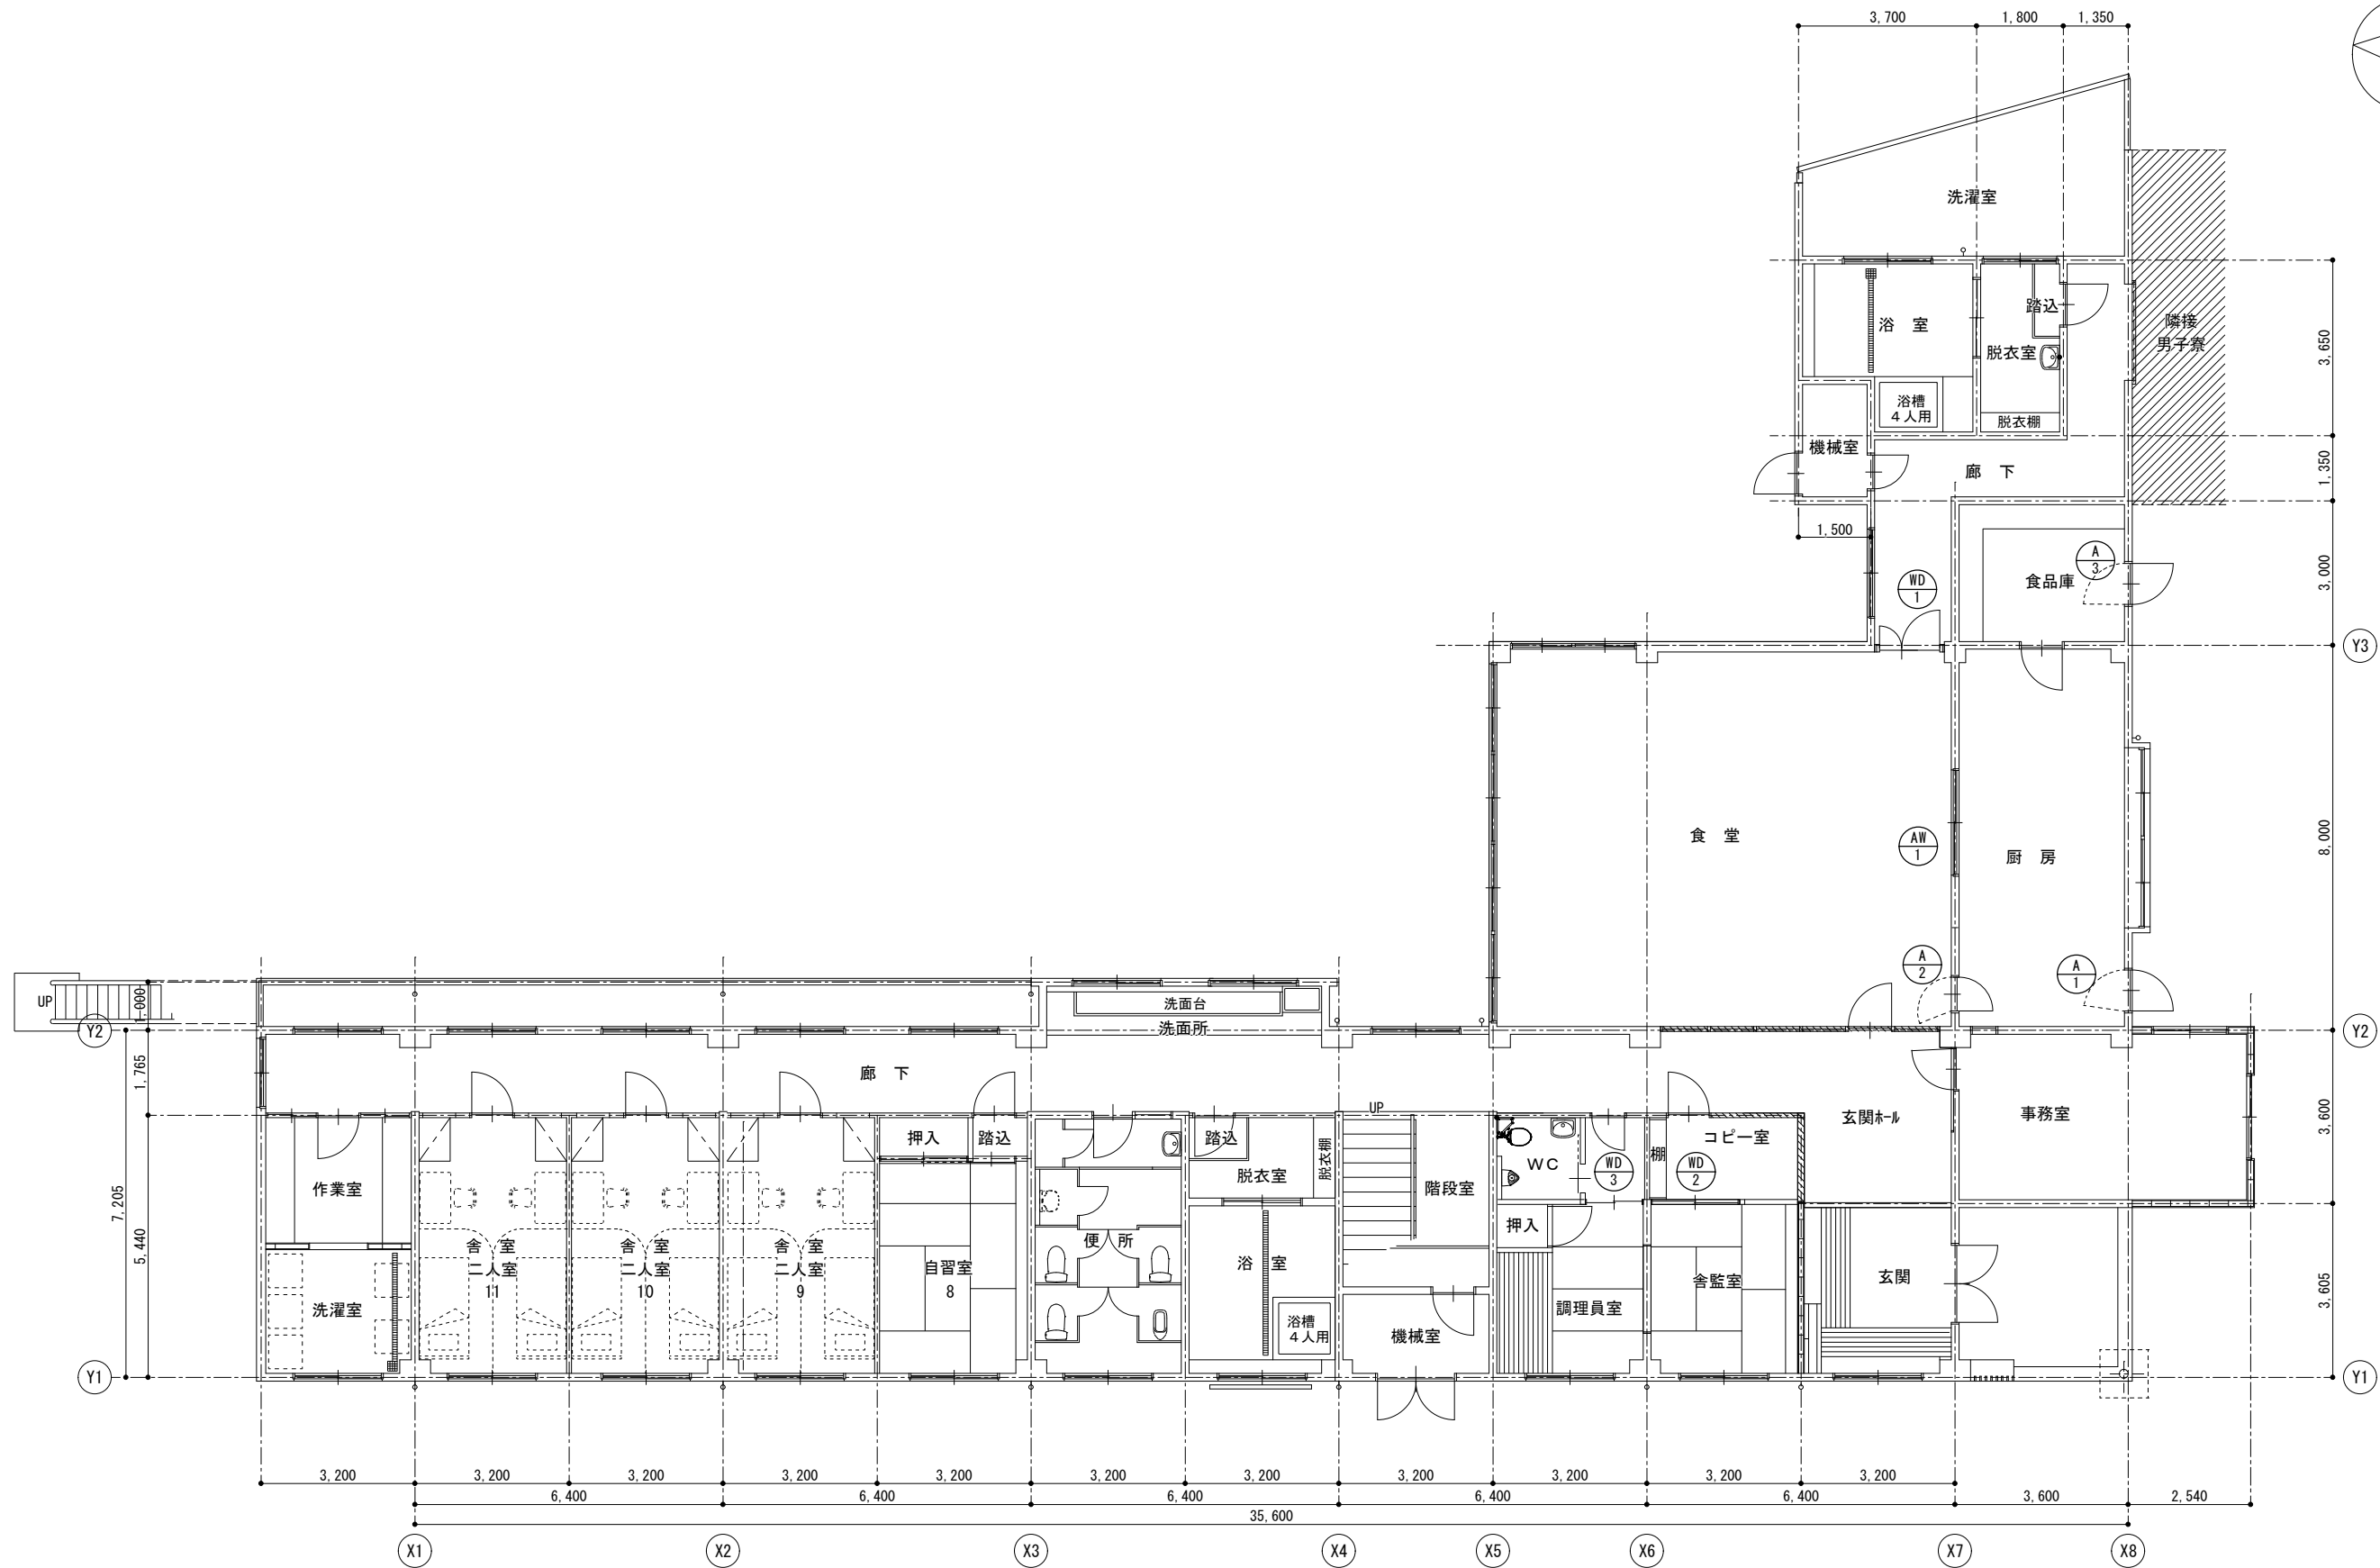 3,700
1,800
1,350
洗濯室
浴　室
踏込
脱衣室
隣接
男子寮
浴槽
４人用
脱衣棚
機械室
廊　下
3,650
1,350
1,500
WD
1
食品庫
A
3
3,000
Y3
食　堂
AW
1
厨　房
8,000
A
2
A
1
UP
1,000
洗面台
洗面所
Y2
Y2
1,765
廊　下
UP
玄関ﾎｰﾙ
事務室
3,600
押入
踏込
踏込
脱衣棚
脱衣室
ＷＣ
WD
3
棚
コピー室
WD
2
作業室
階段室
押入
7,205
5,440
舎　室
二人室
11
舎　室
二人室
10
舎　室
二人室
9
自習室
8
便　所
浴　室
浴槽
４人用
機械室
調理員室
舎監室
玄関
洗濯室
3,605
Y1
Y1
3,200
3,200
3,200
3,200
3,200
3,200
3,200
3,200
3,200
3,200
3,200
6,400
6,400
6,400
6,400
6,400
3,600
2,540
35,600
X1
X2
X3
X4
X5
X6
X7
X8